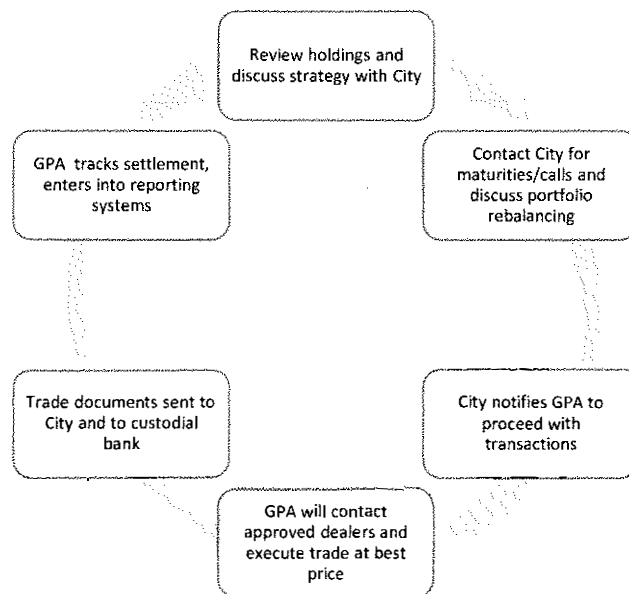 Review holdings and
discuss strategy with City
Contact City for
maturities/calls and
discuss portfolio
rebalancing
City notifies GPA to
proceed with
transactions
GPA will contact
approved dealers and
execute trade at best
price
Trade documents sent to
City and to custodial
bank
GPA tracks settlement,
enters into reporting
systems